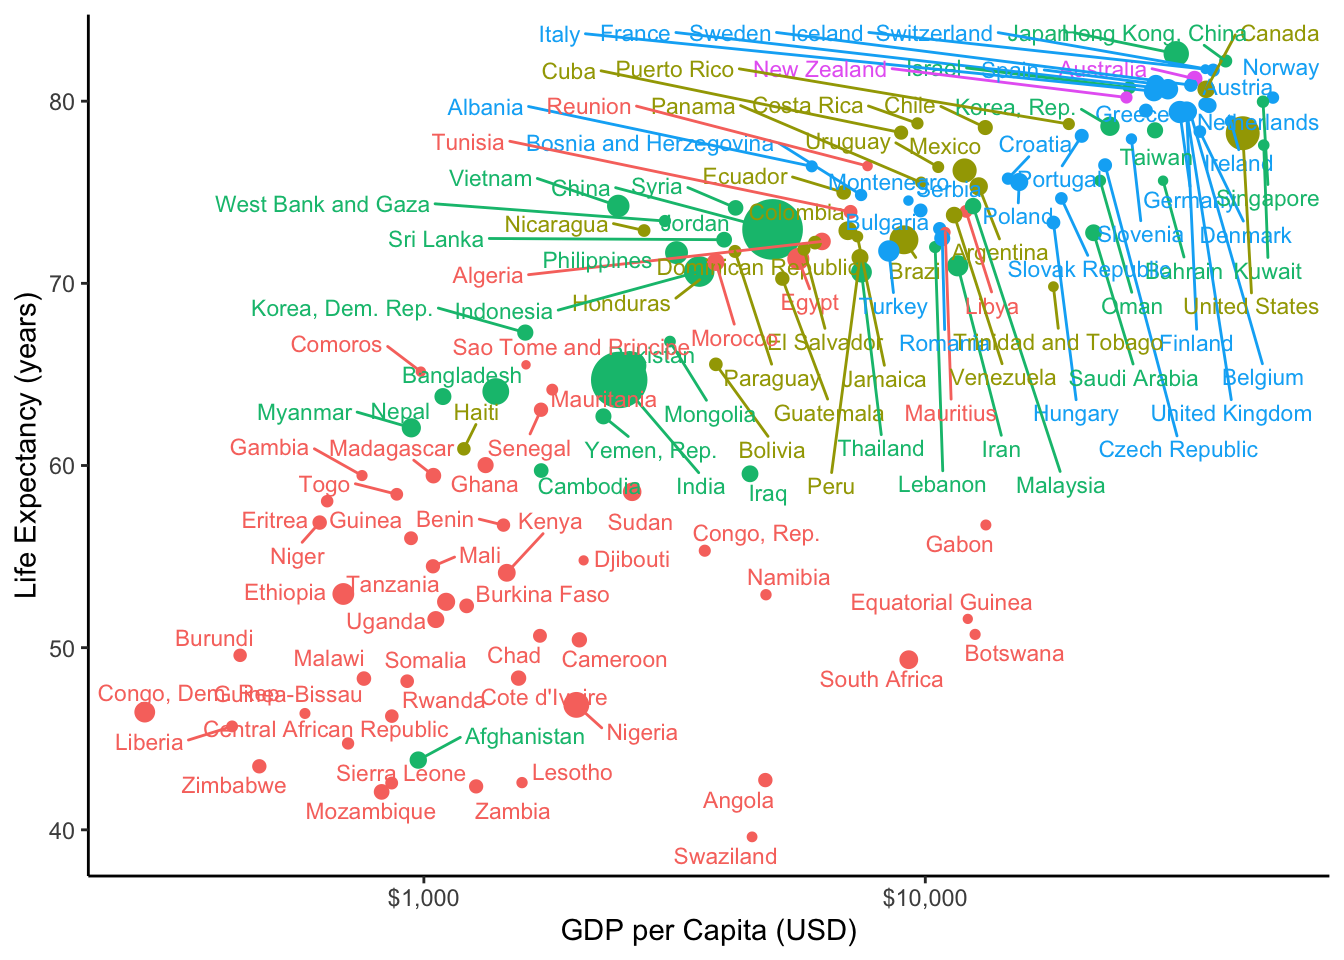 Italy
France
Sweden
Iceland
Switzerland
Japan
Hong Kong, China
Canada
Cuba
Puerto Rico
New Zealand
Israel
Spain
Australia
Norway
Austria
80
Albania
Reunion
Panama
Costa Rica
Chile
Korea, Rep.
Greece
Netherlands
Tunisia
Bosnia and Herzegovina
Uruguay
Mexico
Croatia
Taiwan
Ireland
Vietnam
China
Syria
Ecuador
Montenegro
Serbia
Portugal
Germany
Singapore
West Bank and Gaza
Nicaragua
Jordan
Colombia
Bulgaria
Poland
Slovenia
Denmark
Sri Lanka
Philippines
Dominican Republic
Brazil
Argentina
Slovak Republic
Bahrain
Kuwait
Algeria
70
Korea, Dem. Rep.
Indonesia
Honduras
Egypt
Turkey
Libya
Oman
United States
Comoros
Sao Tome and Principe
Pakistan
Morocco
El Salvador
Romania
Trinidad and Tobago
Finland
Bangladesh
Paraguay
Jamaica
Venezuela
Saudi Arabia
Belgium
Myanmar
Nepal
Haiti
Mauritania
Mongolia
Guatemala
Mauritius
Hungary
United Kingdom
Gambia
Madagascar
Senegal
Yemen, Rep.
Bolivia
Thailand
Iran
Czech Republic
60
Togo
Ghana
Cambodia
India
Iraq
Peru
Lebanon
Malaysia
Eritrea
Guinea
Benin
Kenya
Sudan
Congo, Rep.
Gabon
Niger
Mali
Djibouti
Namibia
Ethiopia
Tanzania
Burkina Faso
Equatorial Guinea
Uganda
50
Burundi
Malawi
Somalia
Chad
Cameroon
Botswana
South Africa
Congo, Dem. Rep.
Guinea-Bissau
Rwanda
Cote d'Ivoire
Liberia
Central African Republic
Afghanistan
Nigeria
Zimbabwe
Sierra Leone
Lesotho
Mozambique
Zambia
Angola
40
Swaziland
Life Expectancy (years)
$1,000
$10,000
GDP per Capita (USD)